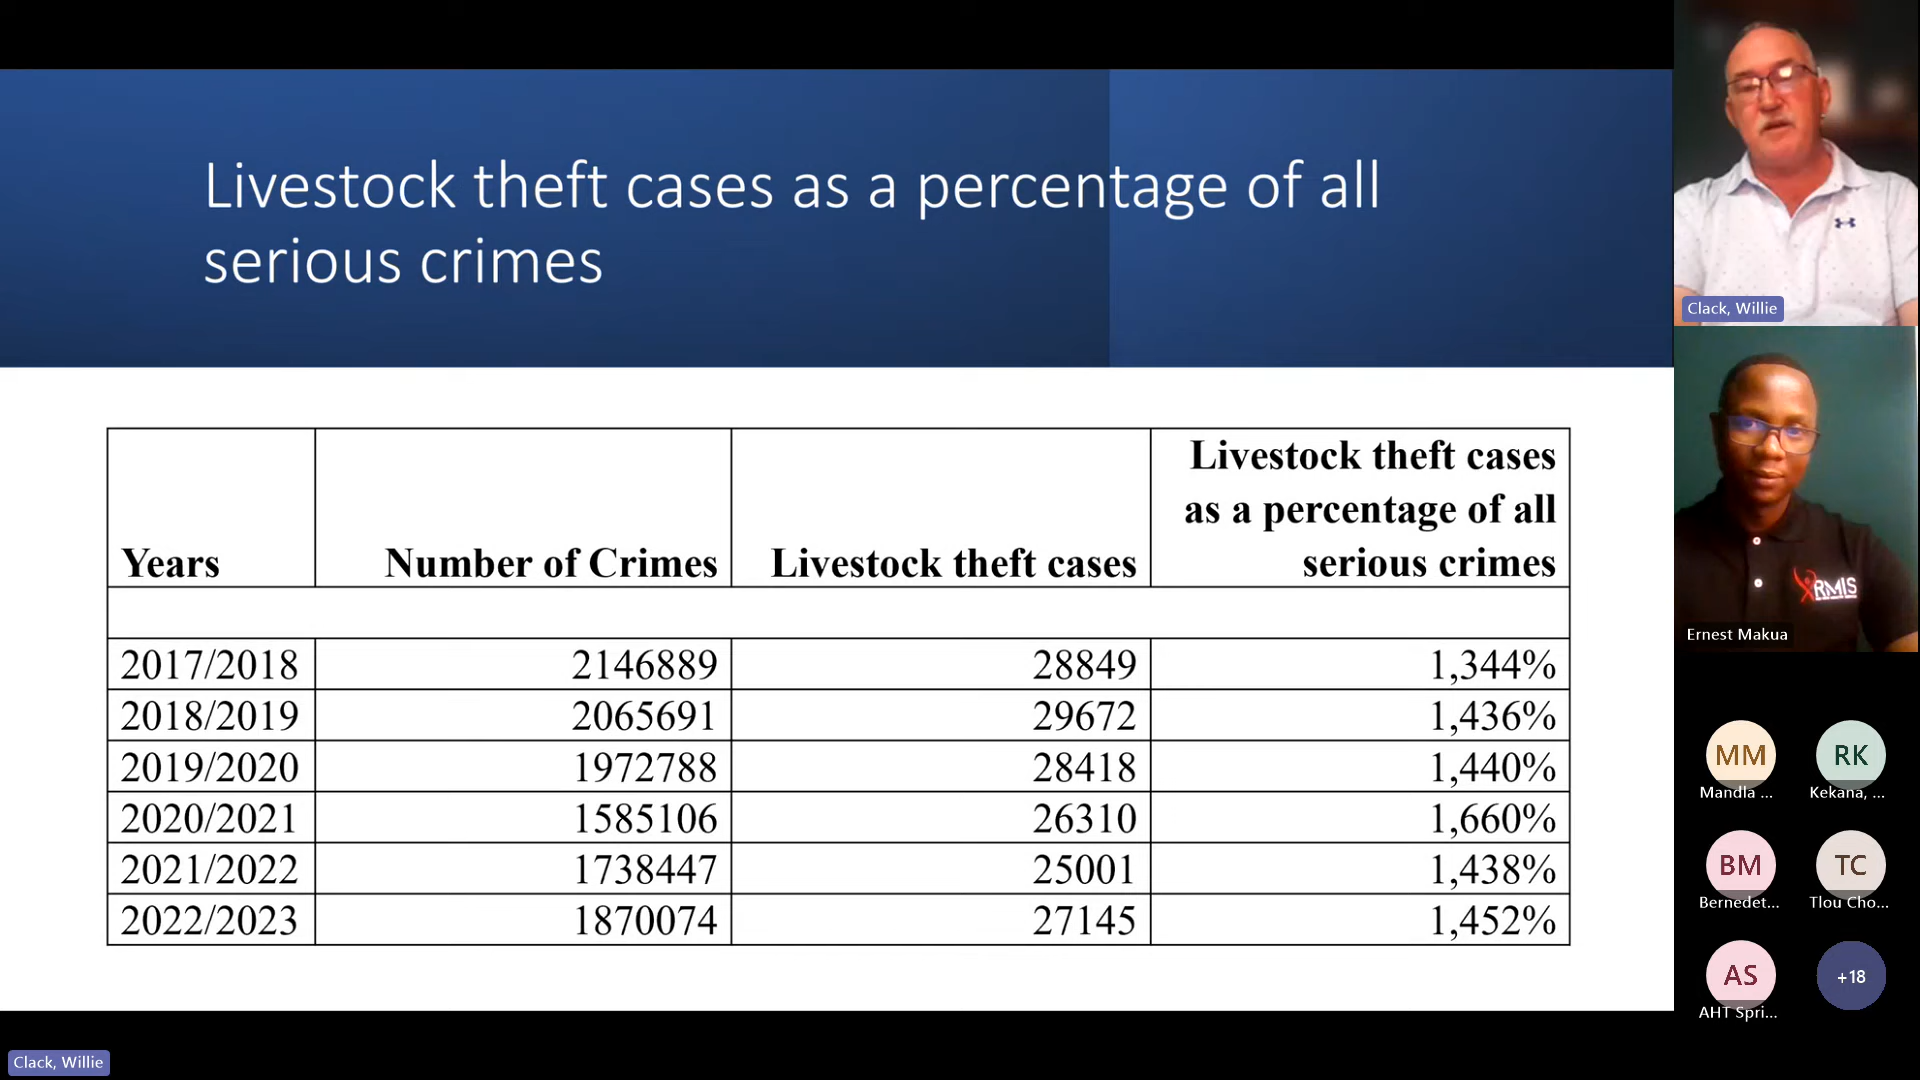 Livestock theft cases as a percentage of all
serious crimes
Years Number of Crimes Livestock theft cases Livestock theft cases
as a percentage of all
serious crimes
2017/2018 2146889 28849 1,344%
2018/2019 2065691 29672 1,436%
2019/2020 1972788 28418 1,440%
2020/2021 1585106 26310 1,660%
2021/2022 1738447 25001 1,438%
2022/2023 1870074 27145 1,452%
Clack, Willie
RMIS
Ernest Makua
MM RK
Mandla ... Kekana, ...
BM TC
Bernedet... Tlou Cho...
AS +18
AHT Spri...
Clack, Willie